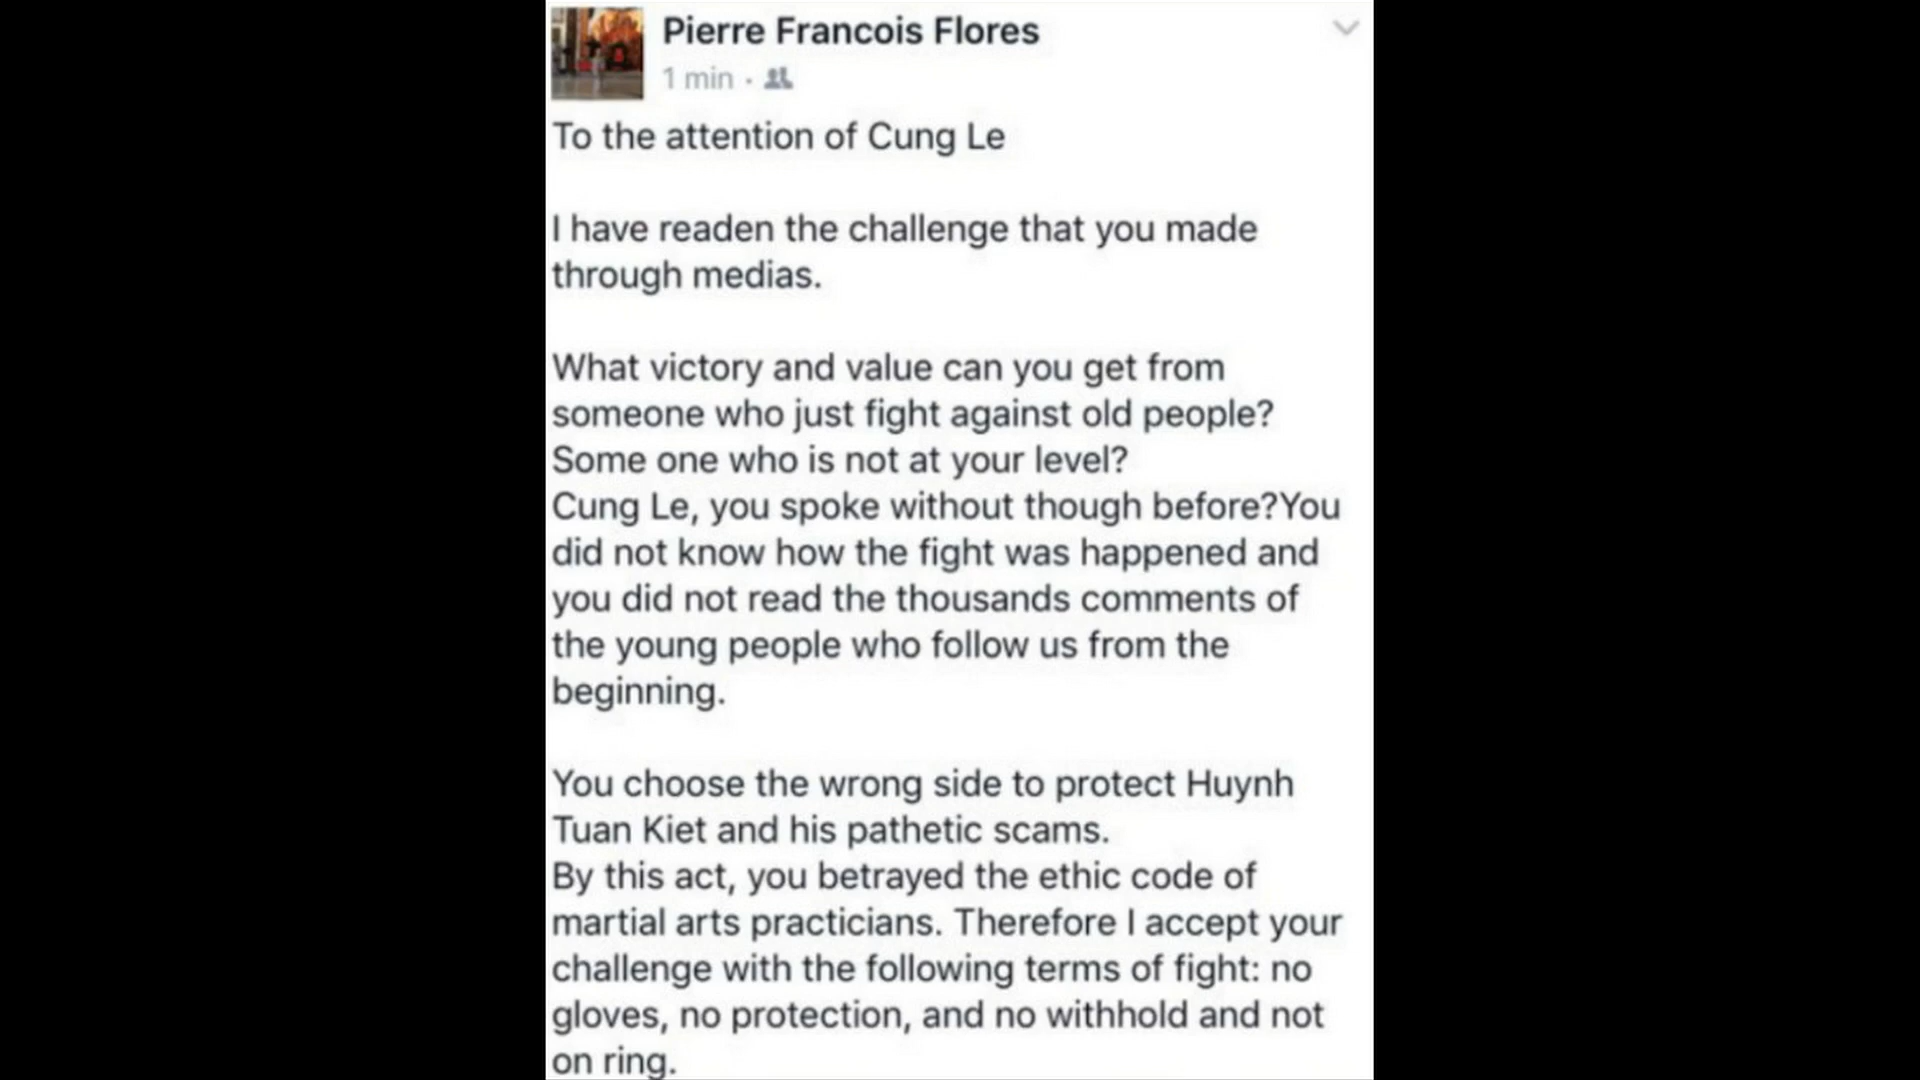 Pierre Francois Flores
1 min ·
To the attention of Cung Le
I have readen the challenge that you made
through medias.
What victory and value can you get from
someone who just fight against old people?
Some one who is not at your level?
Cung Le, you spoke without though before?You
did not know how the fight was happened and
you did not read the thousands comments of
the young people who follow us from the
beginning.
You choose the wrong side to protect Huynh
Tuan Kiet and his pathetic scams.
By this act, you betrayed the ethic code of
martial arts practicians. Therefore I accept your
challenge with the following terms of fight: no
gloves, no protection, and no withhold and not
on ring.